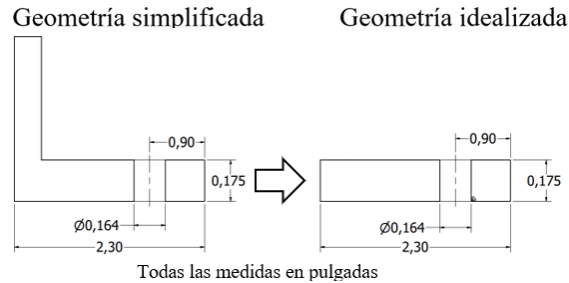 Geometría simplificada
Geometría idealizada
0,90
0,90
0,175
0,175
Ø0,164
Ø0,164
2,30
2,30
Todas las medidas en pulgadas